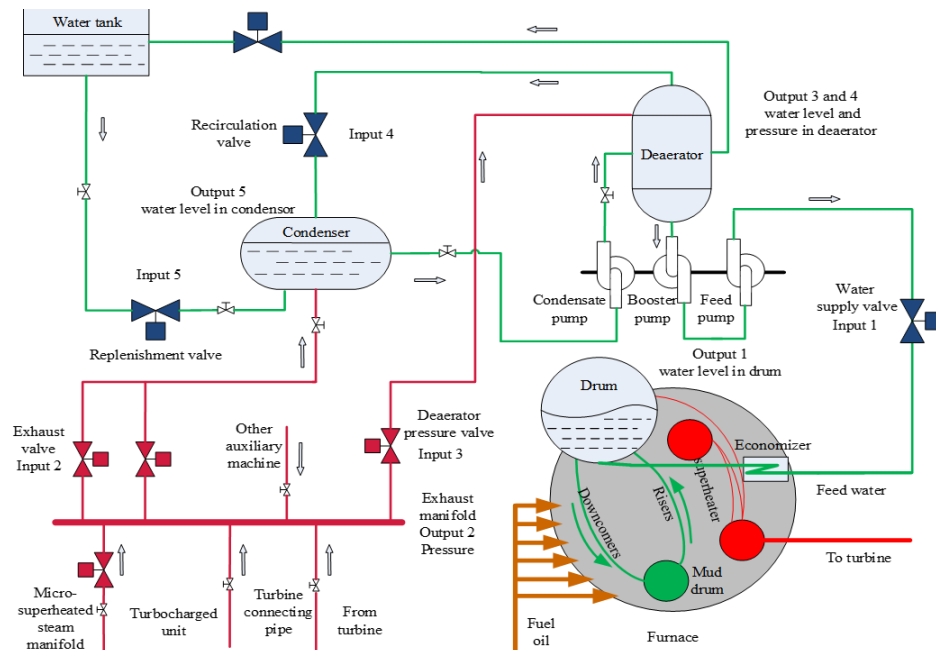 Water tank
Recirculation
valve
Input 4
Output 3 and 4
water level and
pressure in deaerator
Deaerator
Output 5
water level in condensor
Condenser
Input 5
Replenishment valve
Condensate
pump
Booster
pump
Feed
pump
Water
supply valve
Input 1
Output 1
water level in drum
Drum
Economizer
Feed water
superheater
Risers
Downcomers
Mud
drum
To turbine
Fuel
oil
Furnace
Exhaust
valve
Input 2
Other
auxiliary
machine
Deaerator
pressure valve
Input 3
Exhaust
manifold
Output 2
Pressure
Micro-
superheated
steam
manifold
Turbocharged
unit
Turbine
connecting
pipe
From
turbine